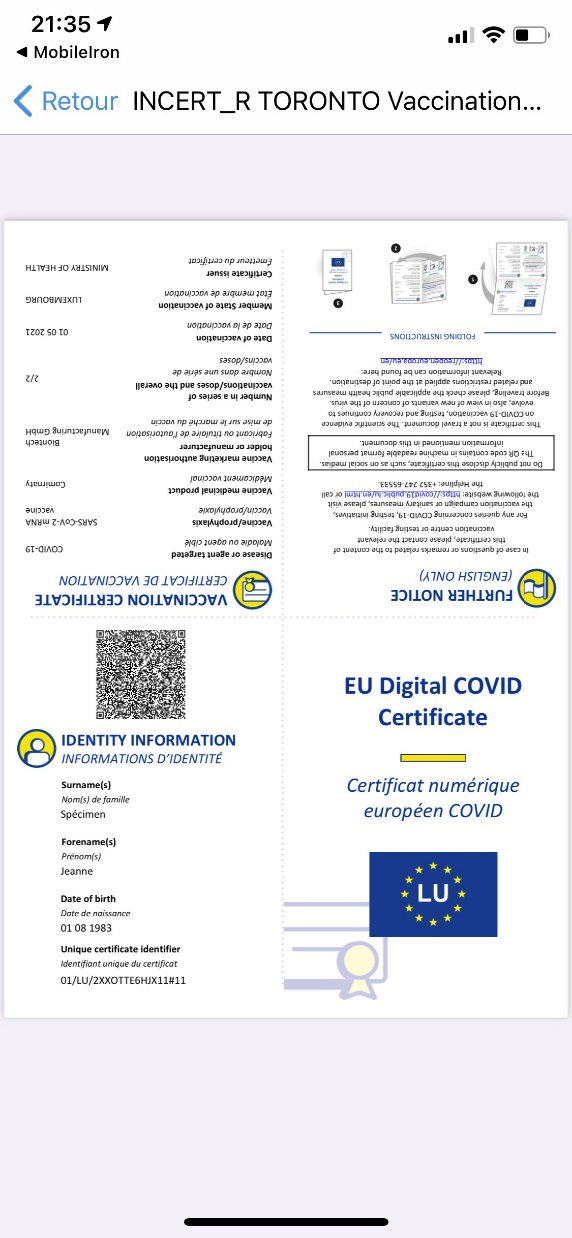 21:35
MobileIron
Retour INCERT_R TORONTO Vaccination...
VACCINATION CERTIFICATE
CERTIFICAT DE VACCINATION
Disease or agent targeted COVID-19
Maladie ou agent ciblé
Vaccine/prophylaxis SARS-CoV-2 mRNA
Vaccin/prophylaxie vaccine
Vaccine medicinal product Comirnaty
Médicament vaccinal
Vaccine marketing authorisation Biontech
holder or manufacturer Manufacturing GmbH
Fabricant ou titulaire de l'autorisation
de mise sur le marché du vaccin
Number in a series of 2/2
vaccinations/doses and the overall
Nombre dans une série de
vaccins/doses
Date of vaccination 01 05 2021
Date de la vaccination
Member State of vaccination LUXEMBOURG
État membre de vaccination
Certificate issuer MINISTRY OF HEALTH
Émetteur du certificat
FURTHER NOTICE
(ENGLISH ONLY)
In case of questions or remarks related to the content of
this certificate, please contact the relevant
vaccination centre or testing facility.
For any queries concerning COVID-19, testing initiatives,
the vaccination campaign or sanitary measures, please visit
the following website: https://covid19.public.lu/en.html or call
the Helpline: +352 247-65533.
Do not publicly disclose this certificate, such as on social medias.
The QR code contains in machine readable format personal
information mentioned in this document.
This certificate is not a travel document. The scientific evidence
on COVID-19 vaccination, testing and recovery continues to
evolve, also in view of new variants of concern of the virus.
Before traveling, please check the applicable public health measures
and related restrictions applied at the point of destination.
Relevant information can be found here:
https://reopen.europa.eu/en
FOLDING INSTRUCTIONS
1
2
3
IDENTITY INFORMATION
INFORMATIONS D'IDENTITÉ
Surname(s)
Nom(s) de famille
Spécimen
Forename(s)
Prénom(s)
Jeanne
Date of birth
Date de naissance
01 08 1983
Unique certificate identifier
Identifiant unique du certificat
01/LU/2XXOTTE6HJX11#11
EU Digital COVID
Certificate
Certificat numérique
européen COVID
LU